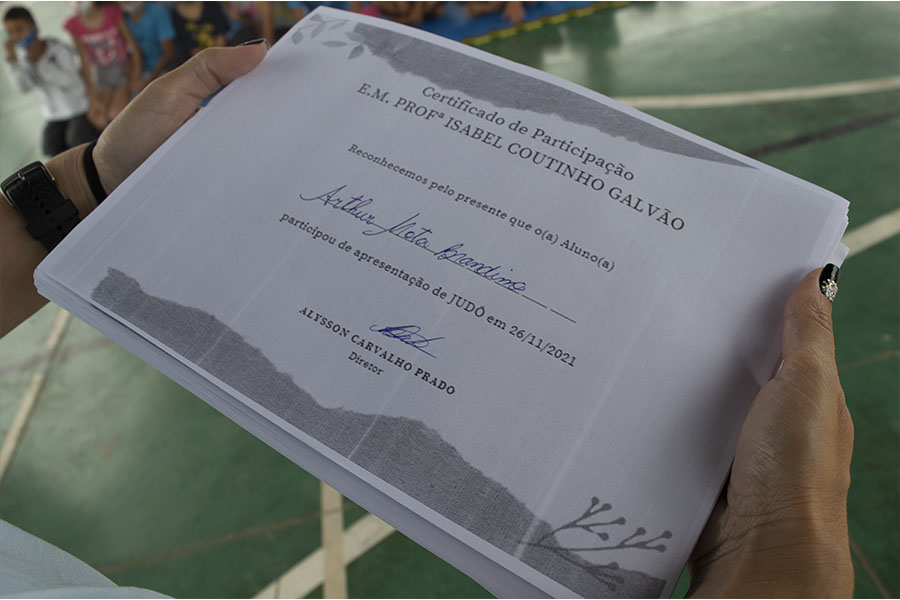 Certificado de Participação
E.M. PROFª ISABEL COUTINHO GALVÃO
Reconhecemos pelo presente que o(a) Aluno(a)
Arthur Mota Brandino
participou de apresentação de JUDÔ em 26/11/2021
ALYSSON CARVALHO PRADO
Diretor